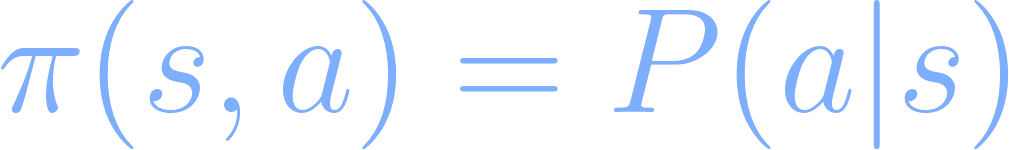 π(s, a) = P(a|s)